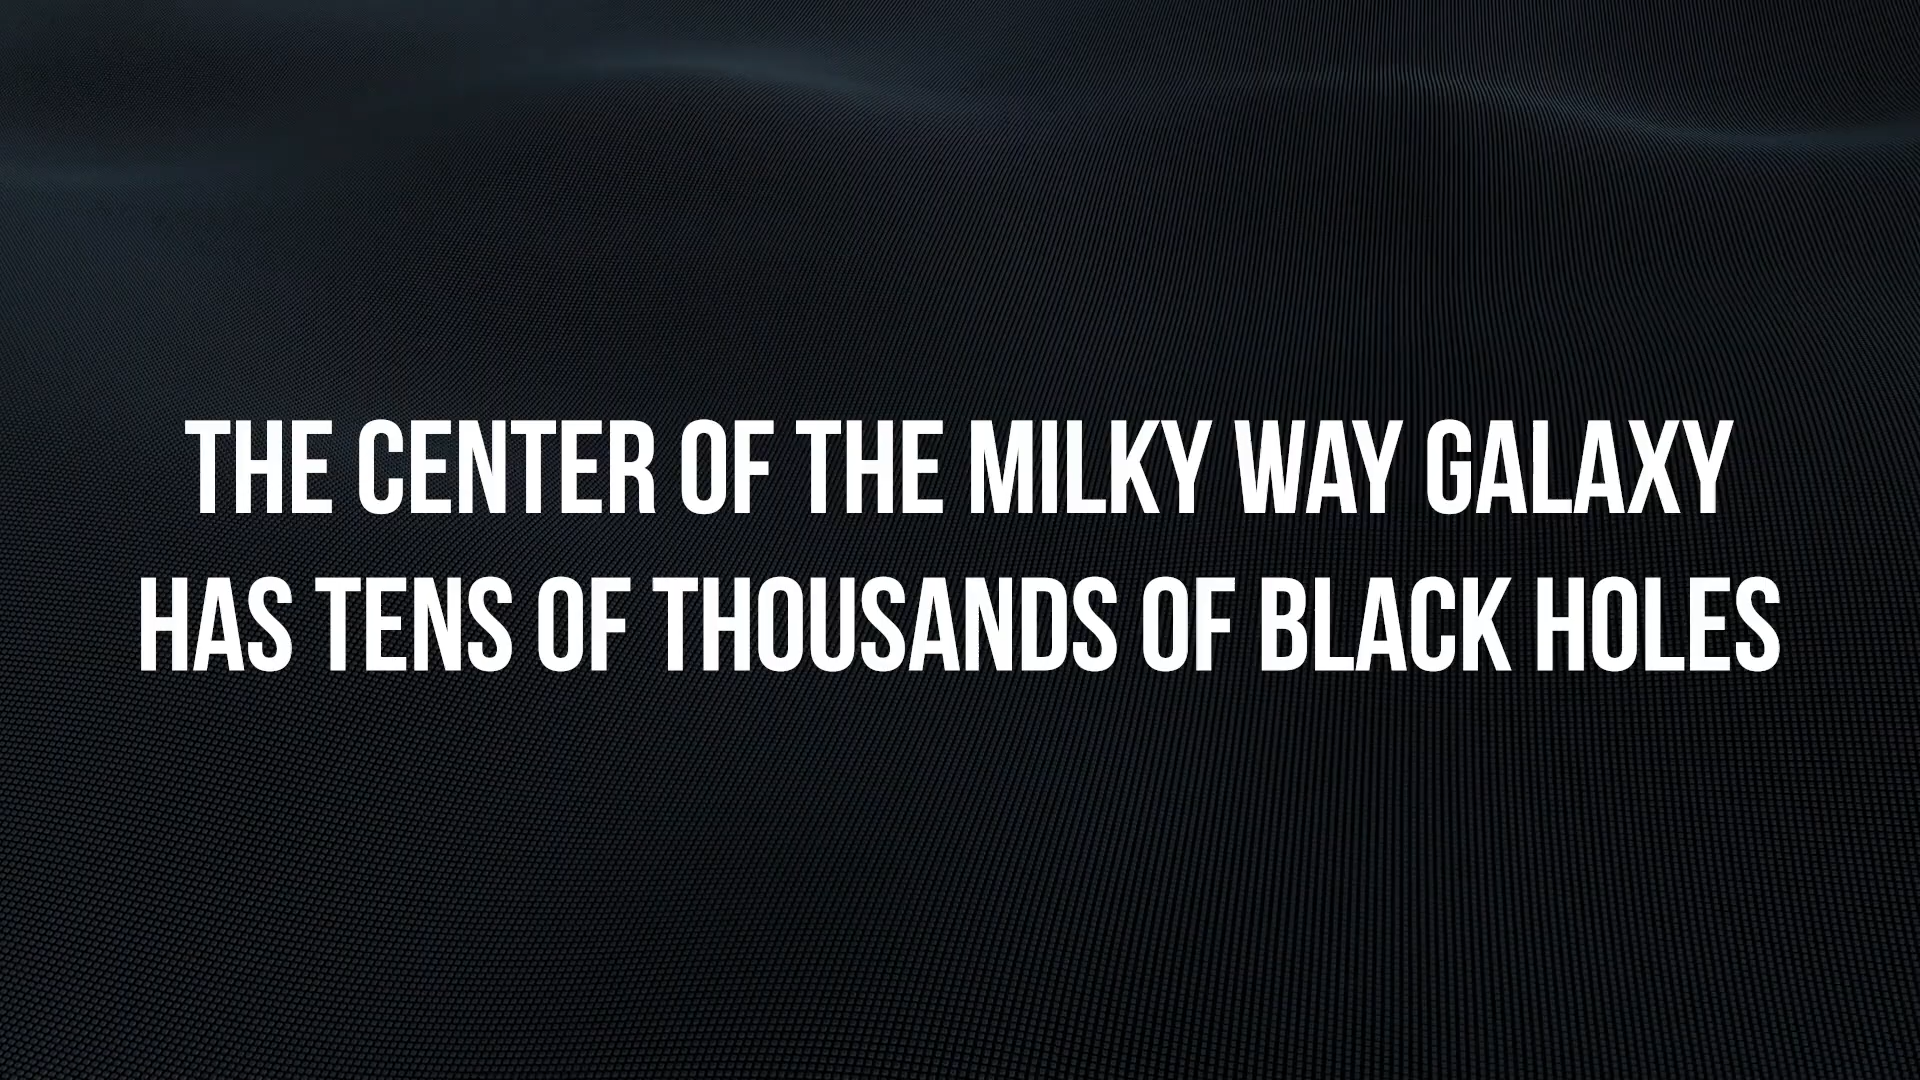 THE CENTER OF THE MILKY WAY GALAXY
HAS TENS OF THOUSANDS OF BLACK HOLES